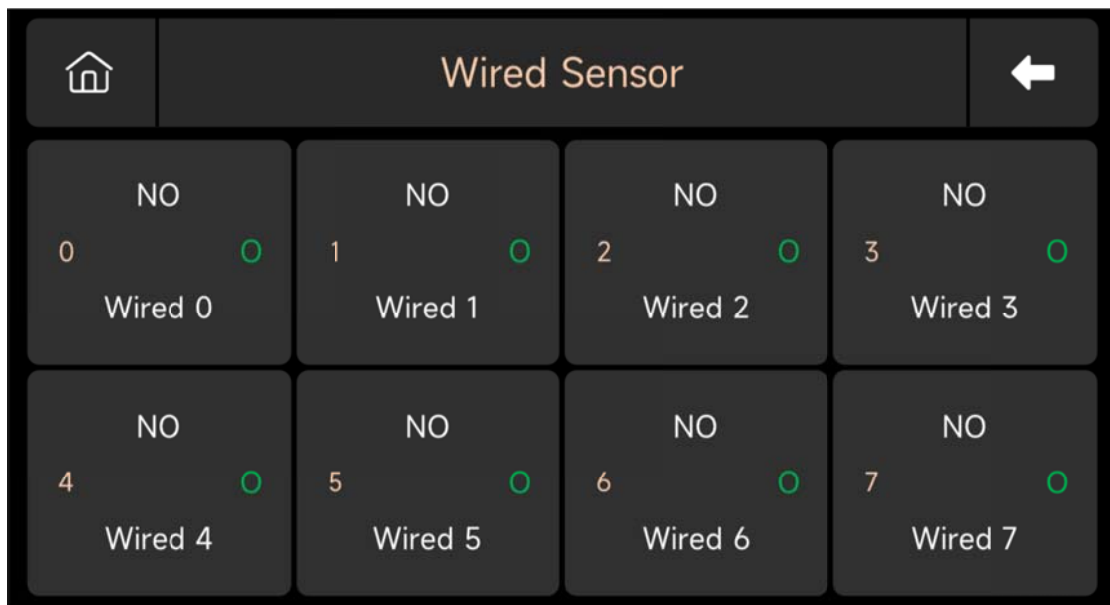 Wired Sensor
NO NO NO NO
0 O 1 O 2 O 3 O
Wired 0 Wired 1 Wired 2 Wired 3
NO NO NO NO
4 O 5 O 6 O 7 O
Wired 4 Wired 5 Wired 6 Wired 7